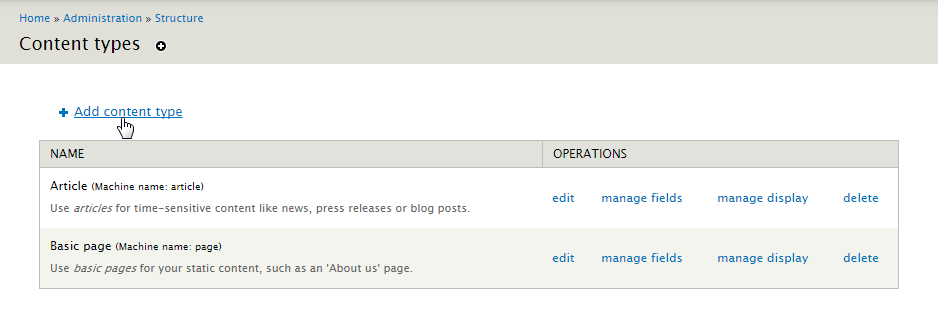 Home » Administration » Structure
Content types
Add content type
NAME OPERATIONS
Article (Machine name: article)
Use articles for time-sensitive content like news, press releases or blog posts.
edit manage fields manage display delete
Basic page (Machine name: page)
Use basic pages for your static content, such as an 'About us' page.
edit manage fields manage display delete